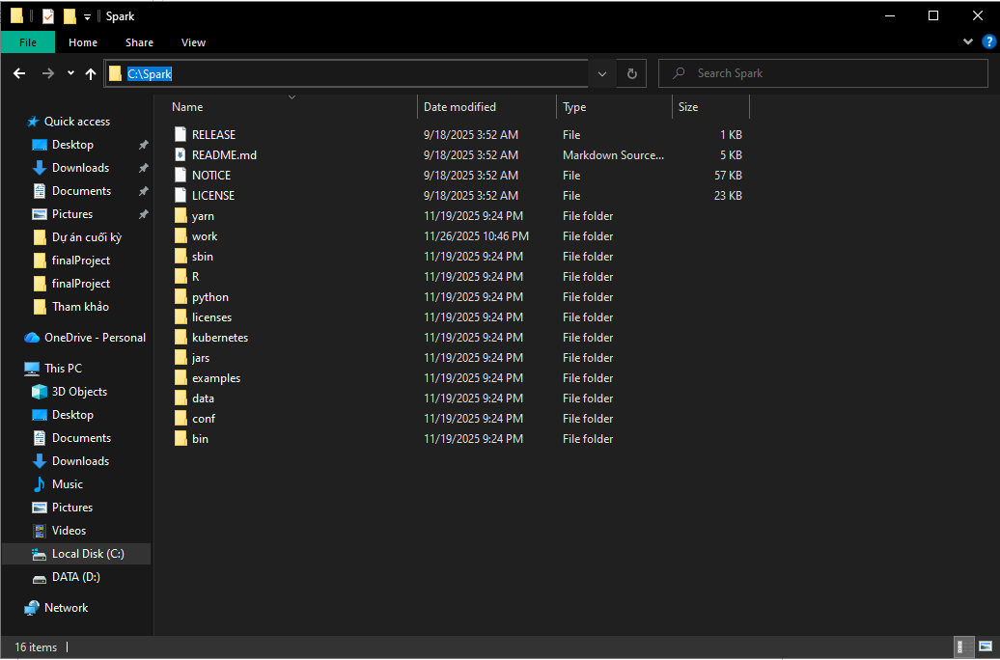 Spark
File Home Share View
C:\Spark Search Spark
Name Date modified Type Size
Quick access
Desktop
Downloads
Documents
Pictures
Dự án cuối kỳ
finalProject
finalProject
Tham khảo
OneDrive - Personal
This PC
3D Objects
Desktop
Documents
Downloads
Music
Pictures
Videos
Local Disk (C:)
DATA (D:)
Network
RELEASE 9/18/2025 3:52 AM File 1 KB
README.md 9/18/2025 3:52 AM Markdown Source... 5 KB
NOTICE 9/18/2025 3:52 AM File 57 KB
LICENSE 9/18/2025 3:52 AM File 23 KB
yarn 11/19/2025 9:24 PM File folder
work 11/26/2025 10:46 PM File folder
sbin 11/19/2025 9:24 PM File folder
R 11/19/2025 9:24 PM File folder
python 11/19/2025 9:24 PM File folder
licenses 11/19/2025 9:24 PM File folder
kubernetes 11/19/2025 9:24 PM File folder
jars 11/19/2025 9:24 PM File folder
examples 11/19/2025 9:24 PM File folder
data 11/19/2025 9:24 PM File folder
conf 11/19/2025 9:24 PM File folder
bin 11/19/2025 9:24 PM File folder
16 items